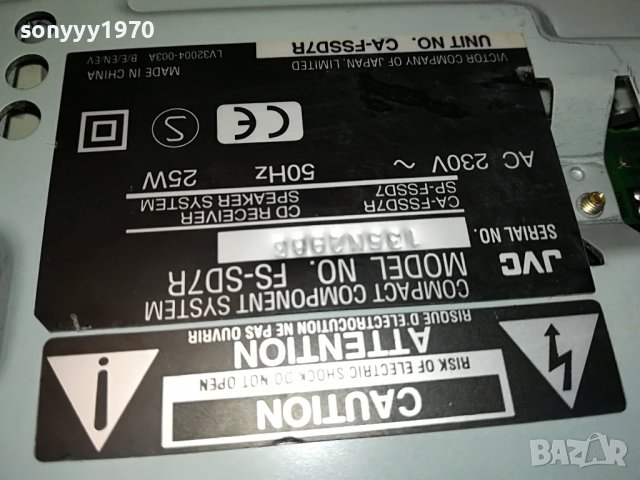 sonyyy1970
CAUTION
RISK OF ELECTRIC SHOCK DO NOT OPEN
ATTENTION
RISQUE D'ELECTROCUTION NE PAS OUVRIR
JVC
COMPACT COMPONENT SYSTEM
MODEL NO. FS-SD7R
SERIAL NO.
CA-FSSD7R CD RECEIVER
SP-FSSD7 SPEAKER SYSTEM
AC 230V ~ 50Hz 25W
CE
S
VICTOR COMPANY OF JAPAN, LIMITED MADE IN CHINA
UNIT NO. CA-FSSD7R LV32004-003A B/E/EN/EV
BAZAR